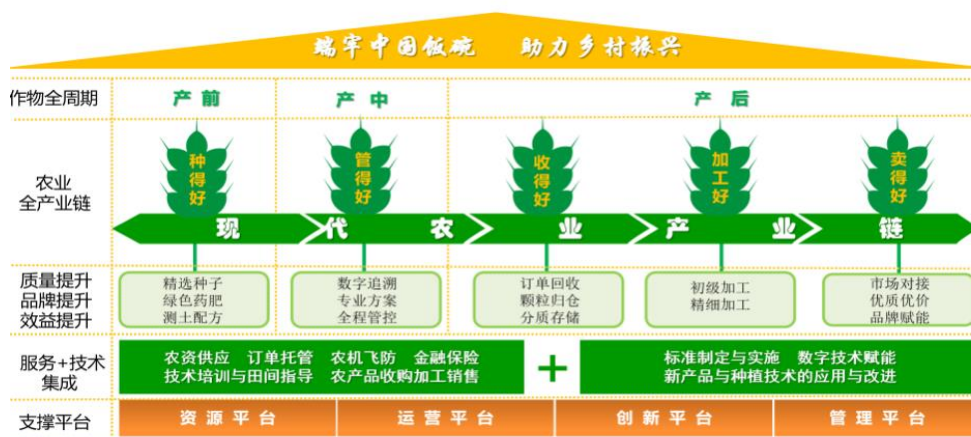 端牢中国饭碗 助力乡村振兴
作物全周期 产前 产中 产后
种得好 管得好 收得好 加工好 卖得好
农业
全产业链
现代农业产业链
质量提升
品牌提升
效益提升
精选种子
绿色药肥
测土配方
数字追溯
专业方案
全程管控
订单回收
颗粒归仓
分质存储
初级加工
精细加工
市场对接
优质优价
品牌赋能
服务+技术
集成
农资供应 订单托管 农机飞防 金融保险
技术培训与田间指导 农产品收购加工销售
+
标准制定与实施 数字技术赋能
新产品与种植技术的应用与改进
支撑平台 资源平台 运营平台 创新平台 管理平台